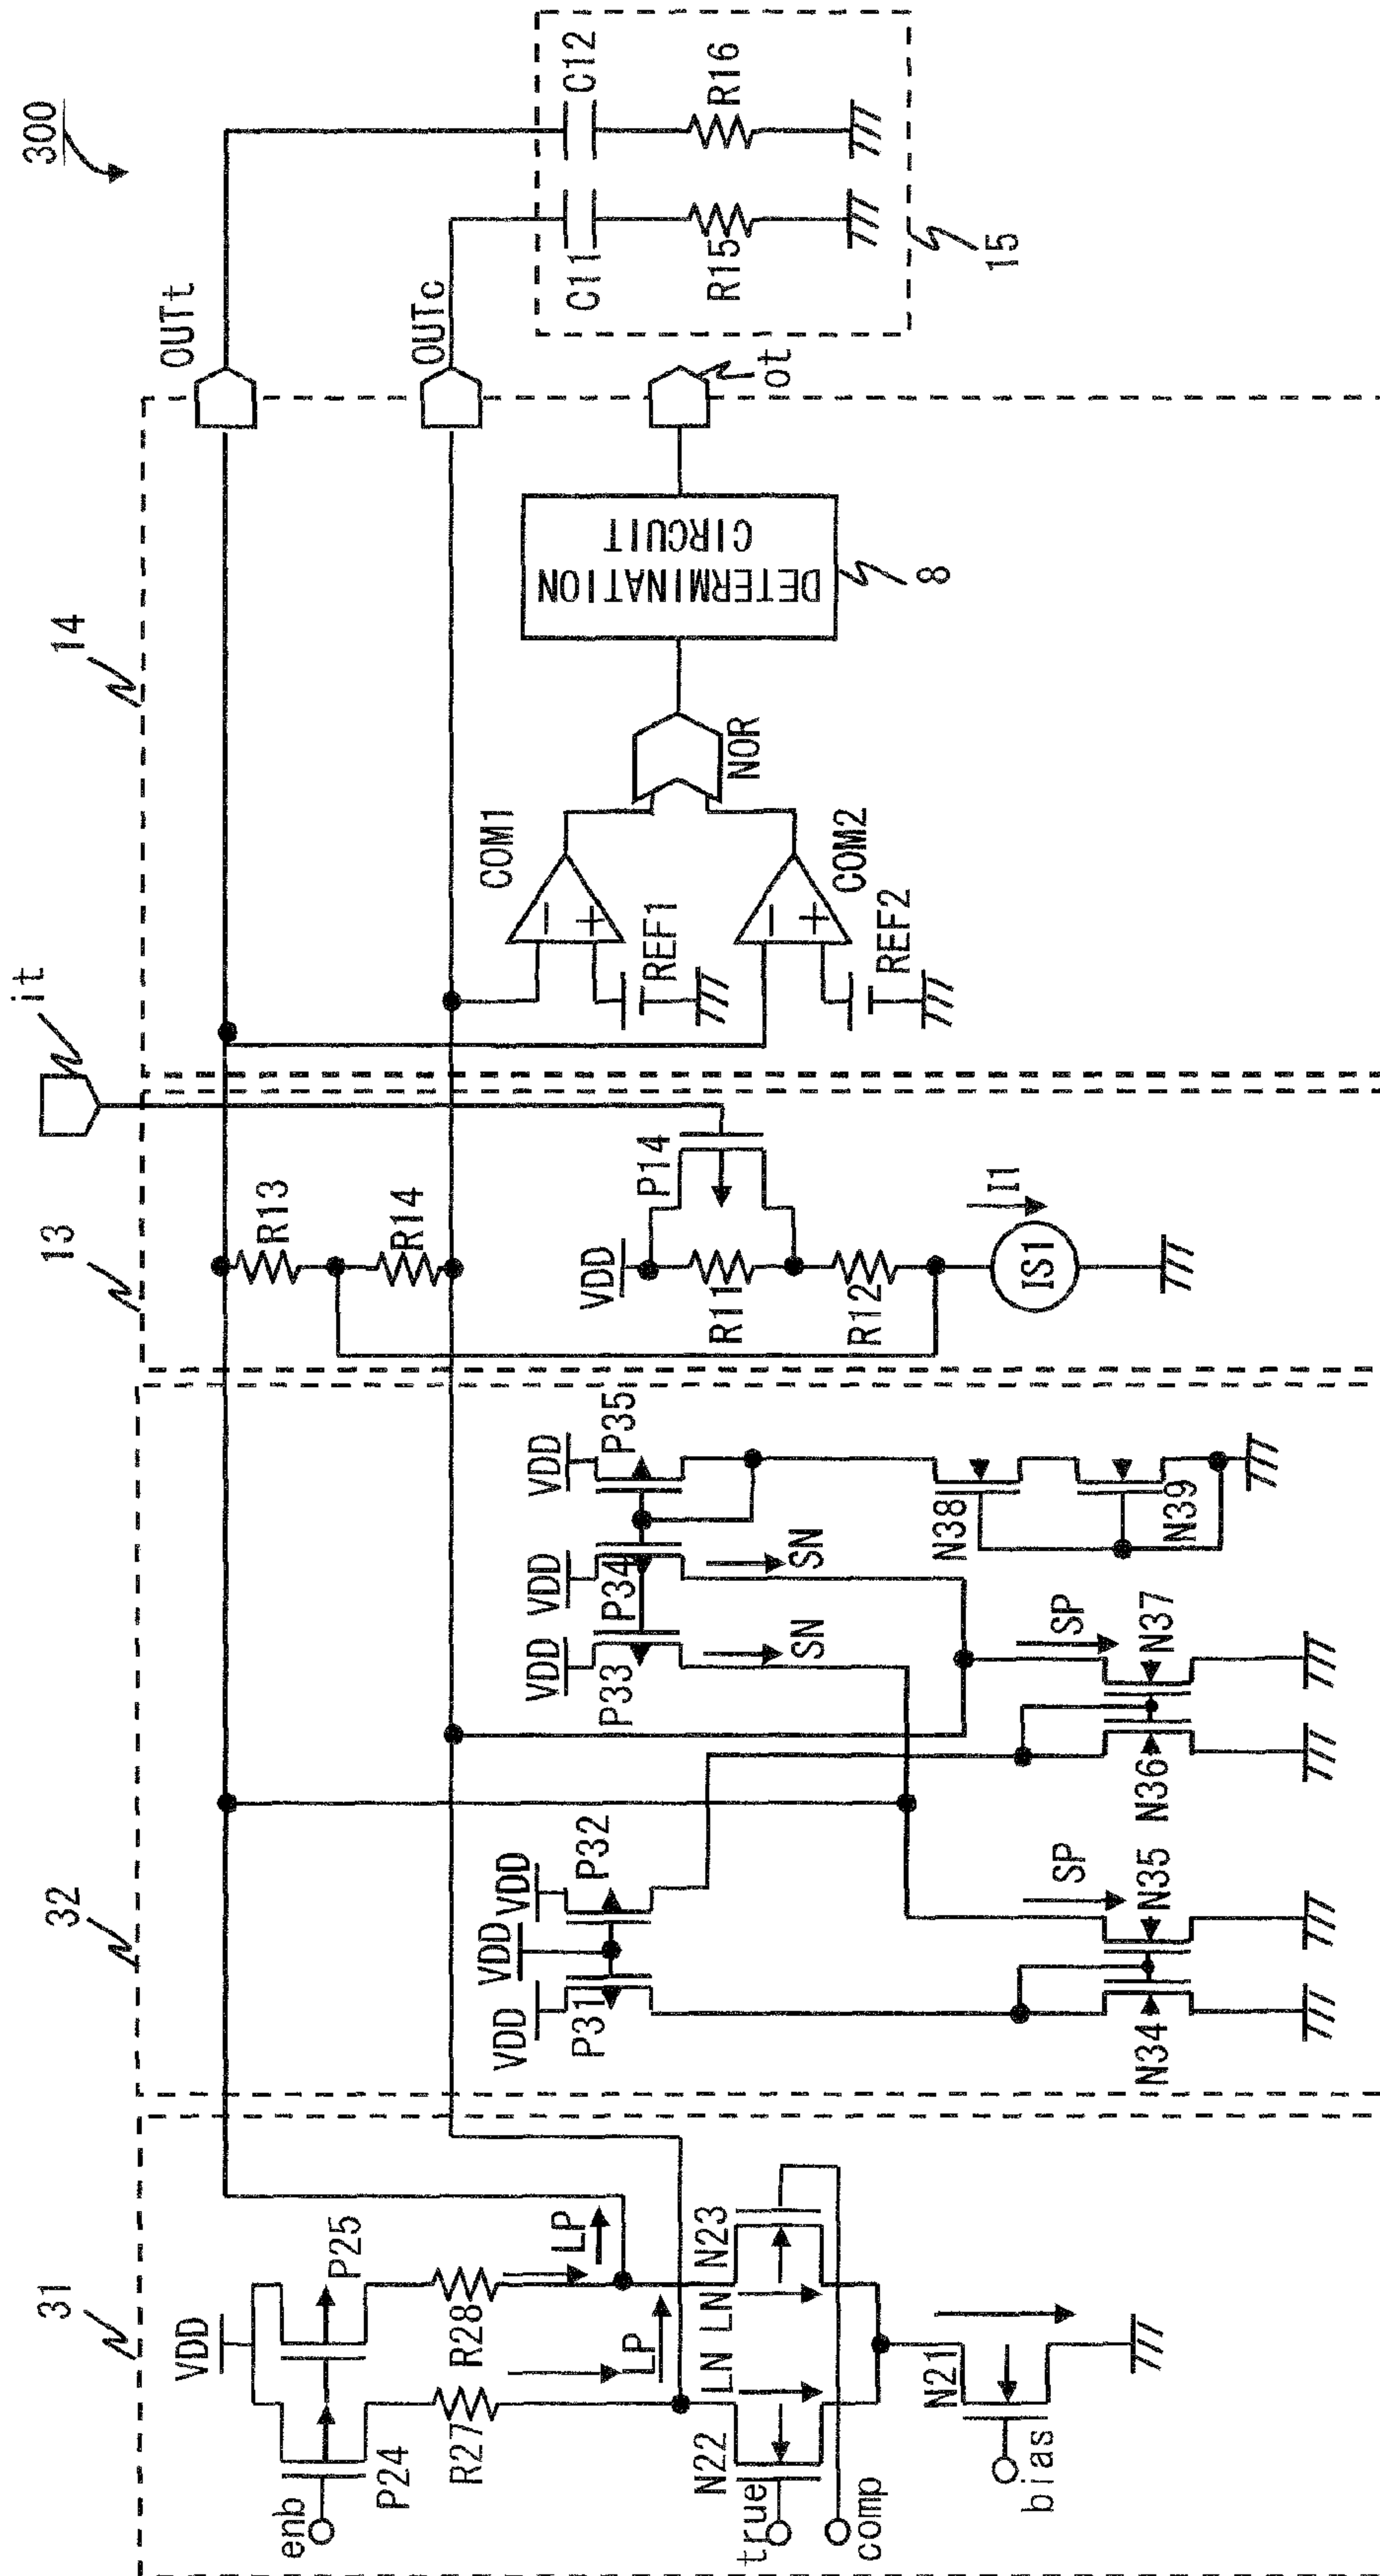 300
31
32
13
it
14
OUTt
OUTc
VDD
P25
enb
P24
R28
R27
LP
LP
LN
LN
N23
N22
true
comp
N21
bias
VDD
VDD
VDD
P32
P31
SP
N35
N34
VDD
VDD
VDD
P35
P34
P33
SN
SN
N38
N39
SP
N37
N36
R13
R14
VDD
P14
R11
R12
I1
IS1
COM1
REF1
COM2
REF2
NOR
DETERMINATION
CIRCUIT
8
ot
C12
C11
R16
R15
15